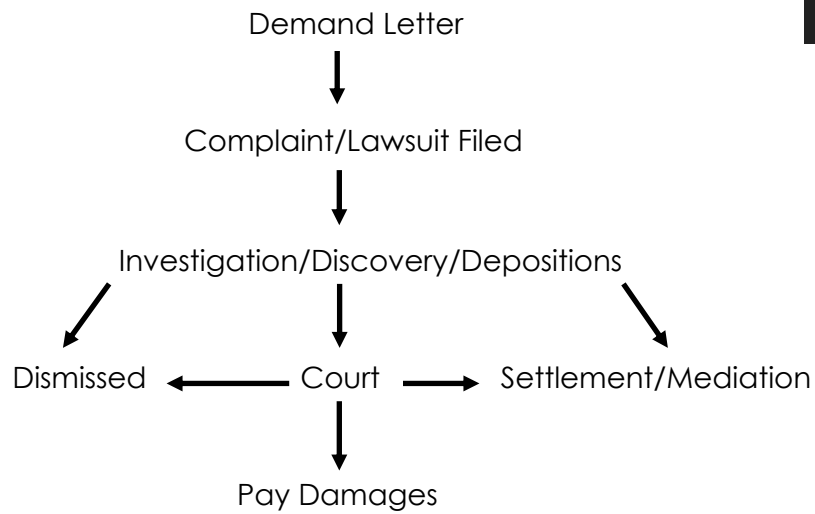 Demand Letter
Complaint/Lawsuit Filed
Investigation/Discovery/Depositions
Dismissed
Court
Settlement/Mediation
Pay Damages